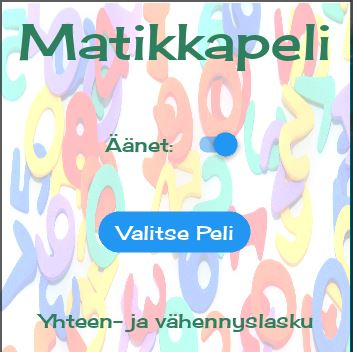 Matikkapeli
Äänet:
Valitse Peli
Yhteen- ja vähennyslasku